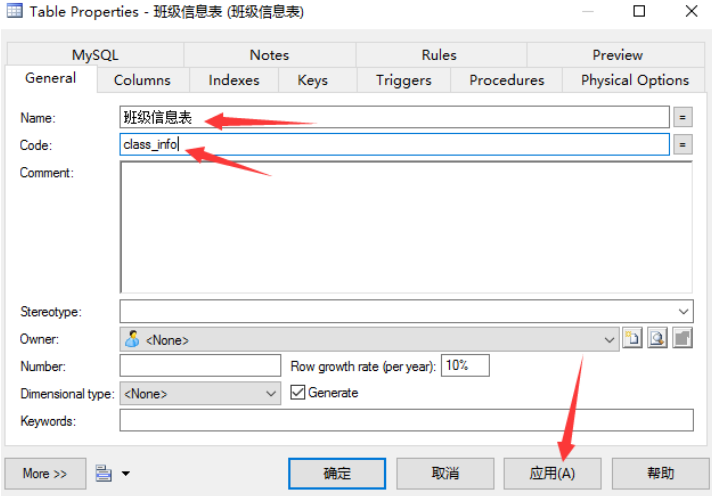 Table Properties - 班级信息表 (班级信息表)
MySQL Notes Rules Preview
General Columns Indexes Keys Triggers Procedures Physical Options
Name: 班级信息表 =
Code: class_info =
Comment:
Stereotype:
Owner: <None>
Number: Row growth rate (per year): 10%
Dimensional type: <None> Generate
Keywords:
More >> 确定 取消 应用(A) 帮助